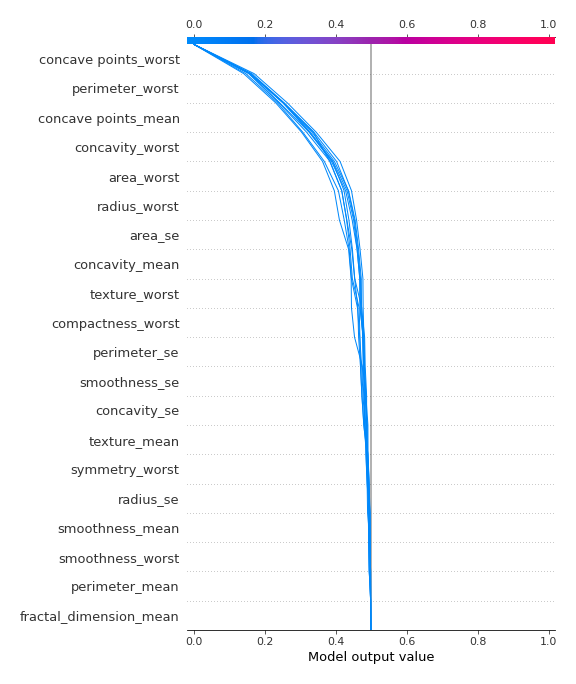 0.0 0.2 0.4 0.6 0.8 1.0
concave points_worst
perimeter_worst
concave points_mean
concavity_worst
area_worst
radius_worst
area_se
concavity_mean
texture_worst
compactness_worst
perimeter_se
smoothness_se
concavity_se
texture_mean
symmetry_worst
radius_se
smoothness_mean
smoothness_worst
perimeter_mean
fractal_dimension_mean
0.0 0.2 0.4 0.6 0.8 1.0
Model output value